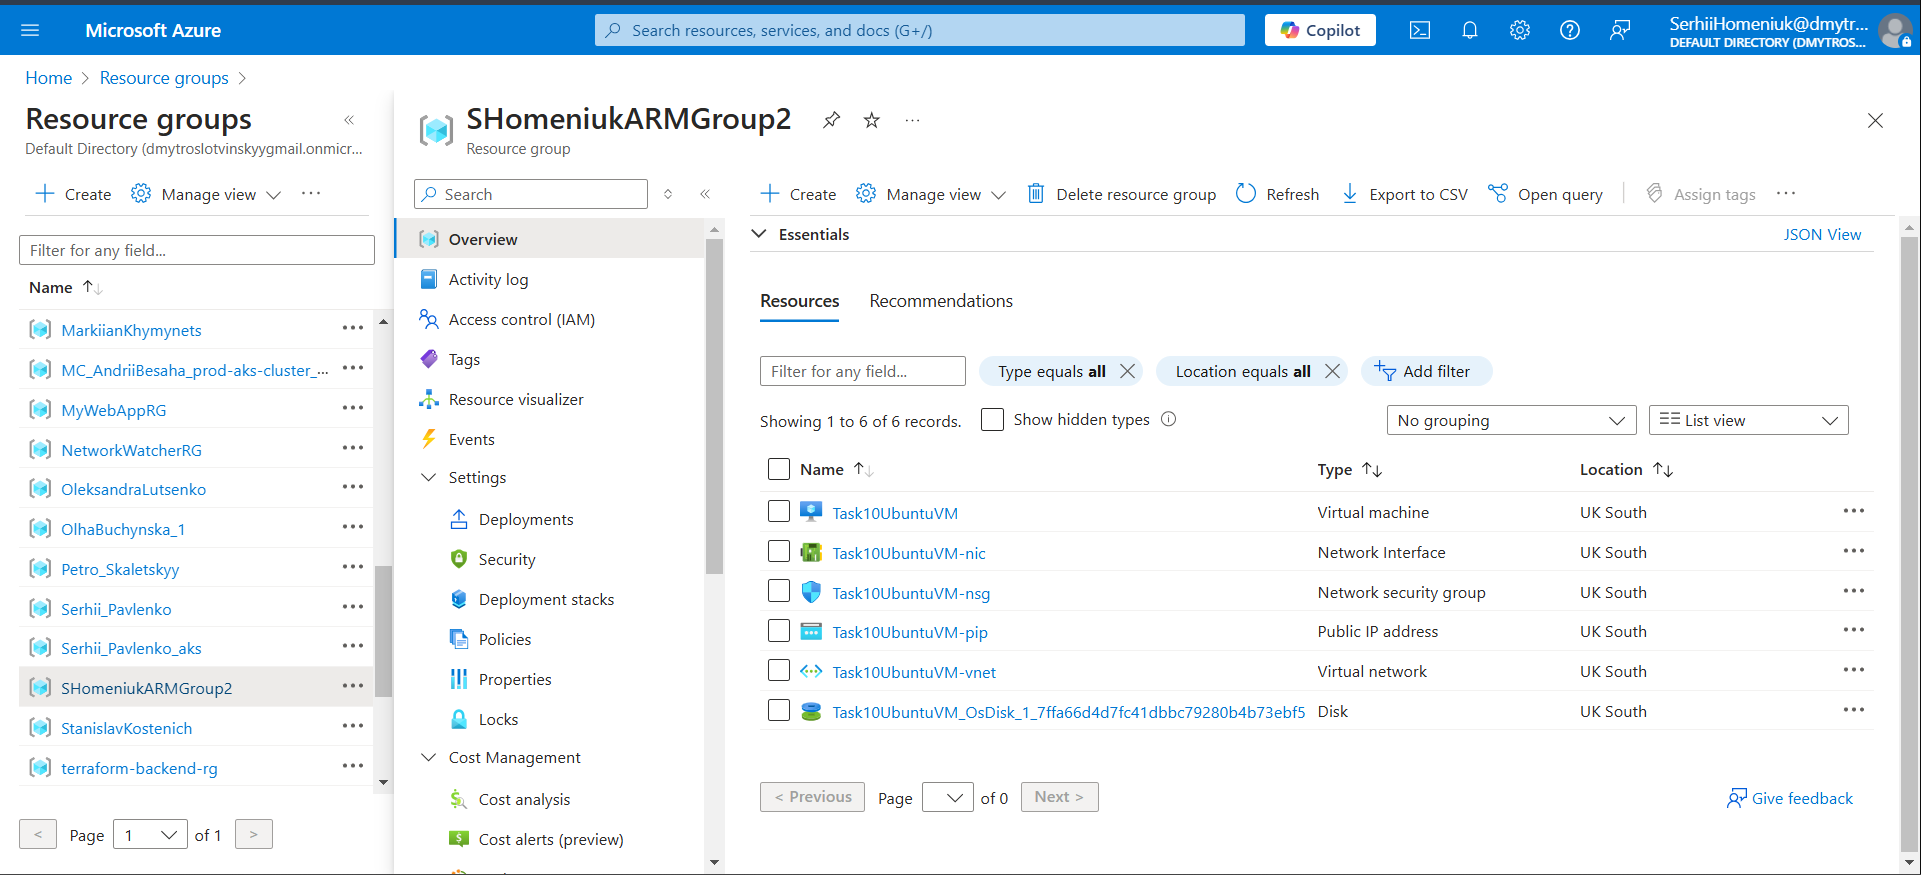 Microsoft Azure
Search resources, services, and docs (G+/)
Copilot
SerhiiHomeniuk@dmytr...
DEFAULT DIRECTORY (DMYTROS...
Home > Resource groups >
Resource groups
Default Directory (dmytroslotvinskyygmail.onmicr...
«
Create
Manage view
...
Filter for any field...
Name ↑↓
MarkiianKhymynets
MC_AndriiBesaha_prod-aks-cluster_...
MyWebAppRG
NetworkWatcherRG
OleksandraLutsenko
OlhaBuchynska_1
Petro_Skaletskyy
Serhii_Pavlenko
Serhii_Pavlenko_aks
SHomeniukARMGroup2
StanislavKostenich
terraform-backend-rg
< Page 1 of 1 >
SHomeniukARMGroup2
Resource group
Search
«
Overview
Activity log
Access control (IAM)
Tags
Resource visualizer
Events
Settings
Deployments
Security
Deployment stacks
Policies
Properties
Locks
Cost Management
Cost analysis
Cost alerts (preview)
Create
Manage view
Delete resource group
Refresh
Export to CSV
Open query
Assign tags
...
Essentials
JSON View
Resources
Recommendations
Filter for any field...
Type equals all
Location equals all
Add filter
Showing 1 to 6 of 6 records.
Show hidden types
No grouping
List view
Name ↑↓ Type ↑↓ Location ↑↓
Task10UbuntuVM Virtual machine UK South
Task10UbuntuVM-nic Network Interface UK South
Task10UbuntuVM-nsg Network security group UK South
Task10UbuntuVM-pip Public IP address UK South
Task10UbuntuVM-vnet Virtual network UK South
Task10UbuntuVM_OsDisk_1_7ffa66d4d7fc41dbbc79280b4b73ebf5 Disk UK South
< Previous Page of 0 Next >
Give feedback